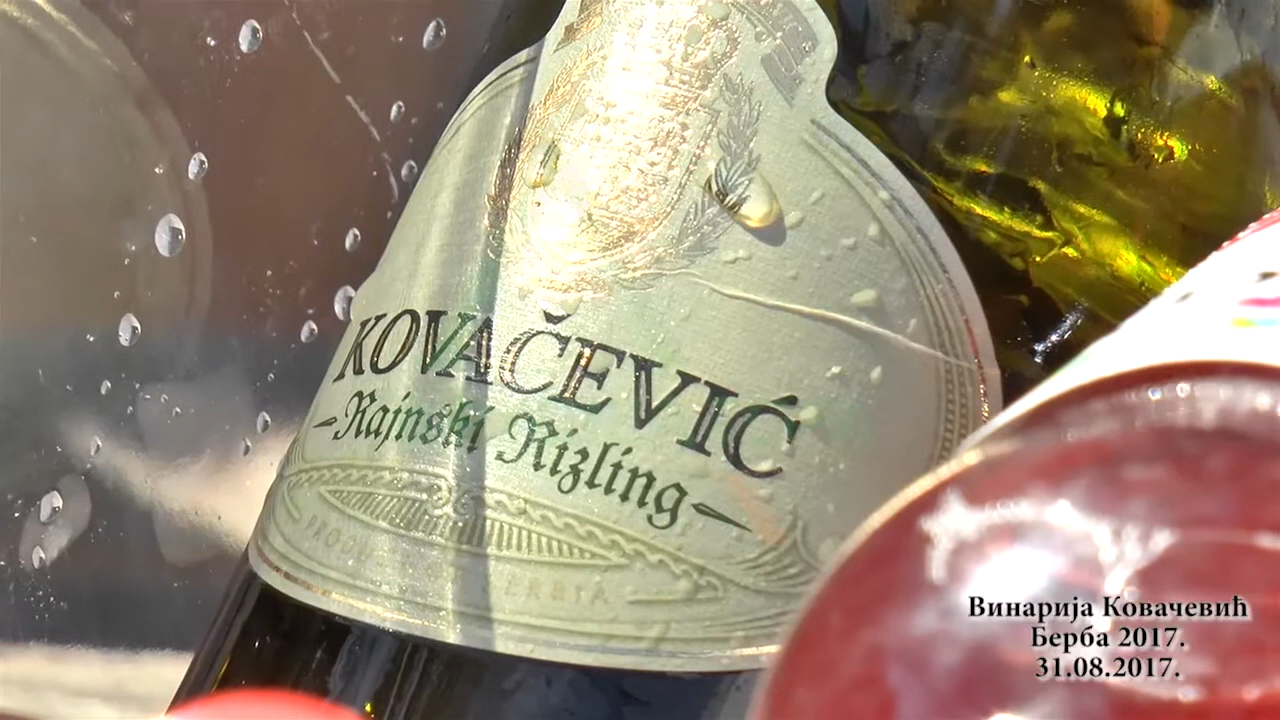 KOVAČEVIĆ
-Rajnski Rizling-
Винарија Ковачевић
Берба 2017.
31.08.2017.